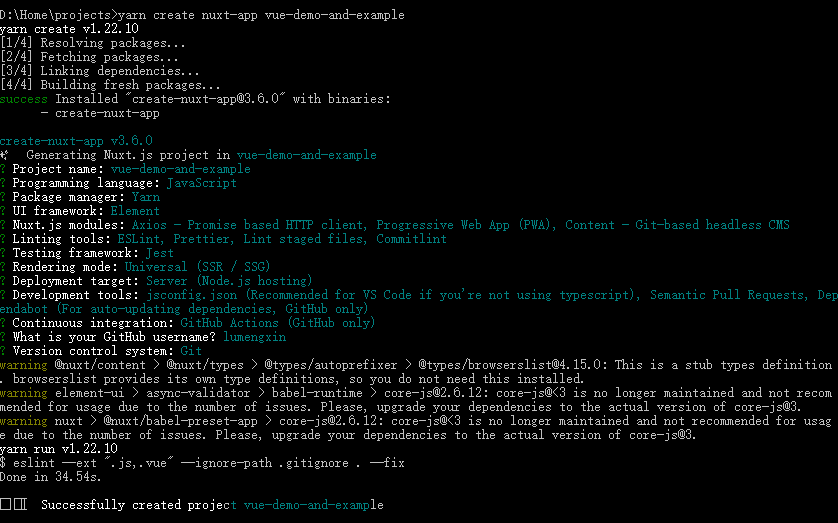 D:\Home\projects>yarn create nuxt-app vue-demo-and-example
yarn create v1.22.10
[1/4] Resolving packages...
[2/4] Fetching packages...
[3/4] Linking dependencies...
[4/4] Building fresh packages...
success Installed "create-nuxt-app@3.6.0" with binaries:
      - create-nuxt-app
create-nuxt-app v3.6.0
Generating Nuxt.js project in vue-demo-and-example
? Project name: vue-demo-and-example
? Programming language: JavaScript
? Package manager: Yarn
? UI framework: Element
? Nuxt.js modules: Axios - Promise based HTTP client, Progressive Web App (PWA), Content - Git-based headless CMS
? Linting tools: ESLint, Prettier, Lint staged files, Commitlint
? Testing framework: Jest
? Rendering mode: Universal (SSR / SSG)
? Deployment target: Server (Node.js hosting)
? Development tools: jsconfig.json (Recommended for VS Code if you're not using typescript), Semantic Pull Requests, Dep
endabot (For auto-updating dependencies, GitHub only)
? Continuous integration: GitHub Actions (GitHub only)
? What is your GitHub username? lumengxin
? Version control system: Git
warning @nuxt/content > @nuxt/types > @types/autoprefixer > @types/browserslist@4.15.0: This is a stub types definition
. browserslist provides its own type definitions, so you do not need this installed.
warning element-ui > async-validator > babel-runtime > core-js@2.6.12: core-js@<3 is no longer maintained and not recom
mended for usage due to the number of issues. Please, upgrade your dependencies to the actual version of core-js@3.
warning nuxt > @nuxt/babel-preset-app > core-js@2.6.12: core-js@<3 is no longer maintained and not recommended for usag
e due to the number of issues. Please, upgrade your dependencies to the actual version of core-js@3.
yarn run v1.22.10
$ eslint --ext ".js,.vue" --ignore-path .gitignore . --fix
Done in 34.54s.
Successfully created project vue-demo-and-example